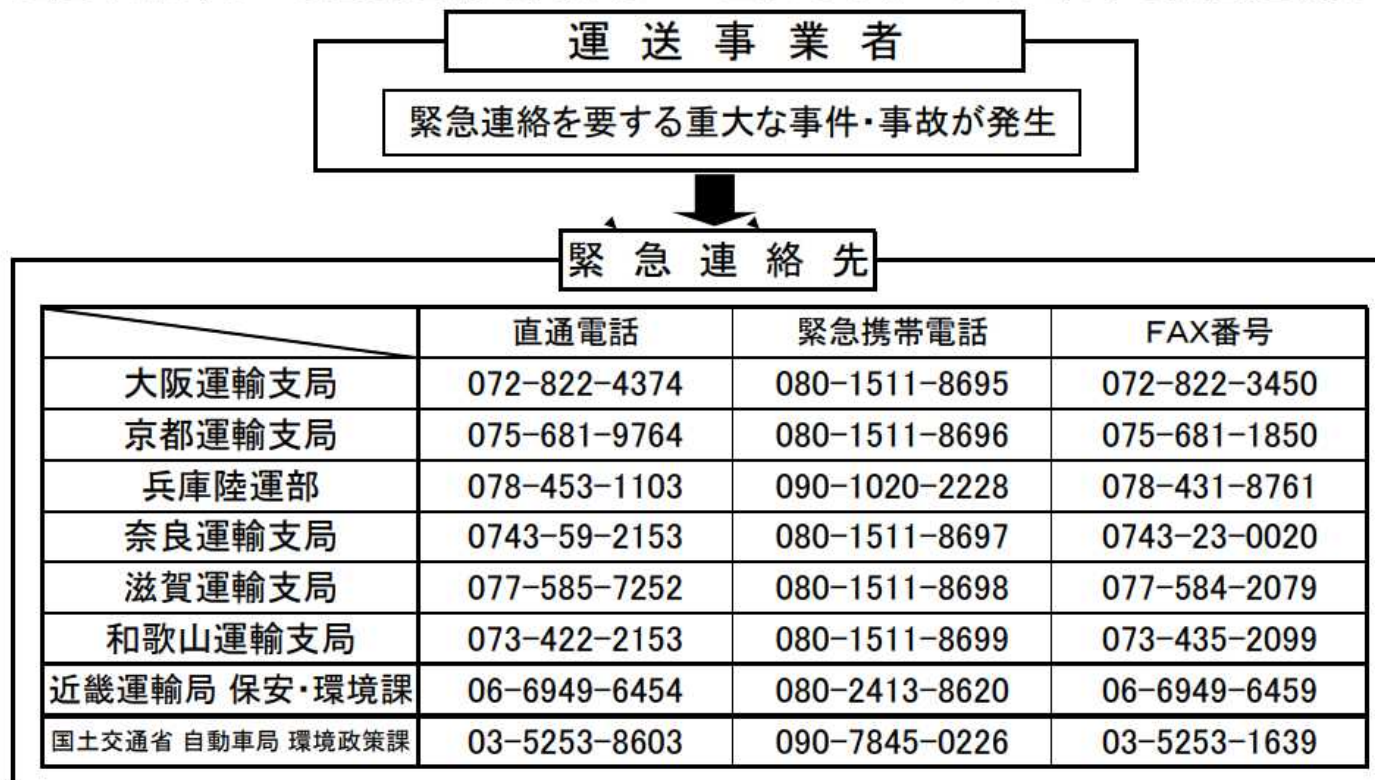 運送事業者
緊急連絡を要する重大な事件・事故が発生
緊急連絡先
直通電話 緊急携帯電話 FAX番号
大阪運輸支局 072-822-4374 080-1511-8695 072-822-3450
京都運輸支局 075-681-9764 080-1511-8696 075-681-1850
兵庫陸運部 078-453-1103 090-1020-2228 078-431-8761
奈良運輸支局 0743-59-2153 080-1511-8697 0743-23-0020
滋賀運輸支局 077-585-7252 080-1511-8698 077-584-2079
和歌山運輸支局 073-422-2153 080-1511-8699 073-435-2099
近畿運輸局 保安・環境課 06-6949-6454 080-2413-8620 06-6949-6459
国土交通省 自動車局 環境政策課 03-5253-8603 090-7845-0226 03-5253-1639